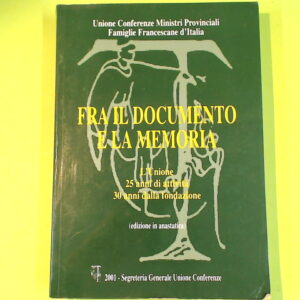 Unione Conferenze Ministri Provinciali
Famiglie Francescane d'Italia
FRA IL DOCUMENTO
E LA MEMORIA
L'Unione
25 anni di attività
30 anni dalla fondazione
(edizione in anastatica)
2001 - Segreteria Generale Unione Conferenze